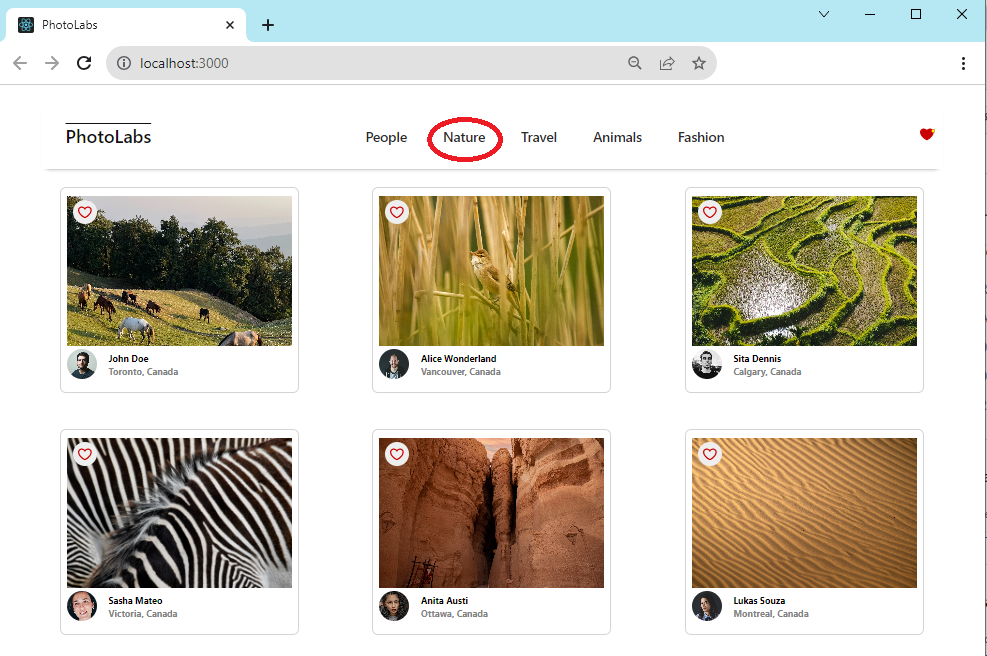 PhotoLabs
localhost:3000
PhotoLabs People Nature Travel Animals Fashion
John Doe
Toronto, Canada
Alice Wonderland
Vancouver, Canada
Sita Dennis
Calgary, Canada
Sasha Mateo
Victoria, Canada
Anita Austi
Ottawa, Canada
Lukas Souza
Montreal, Canada